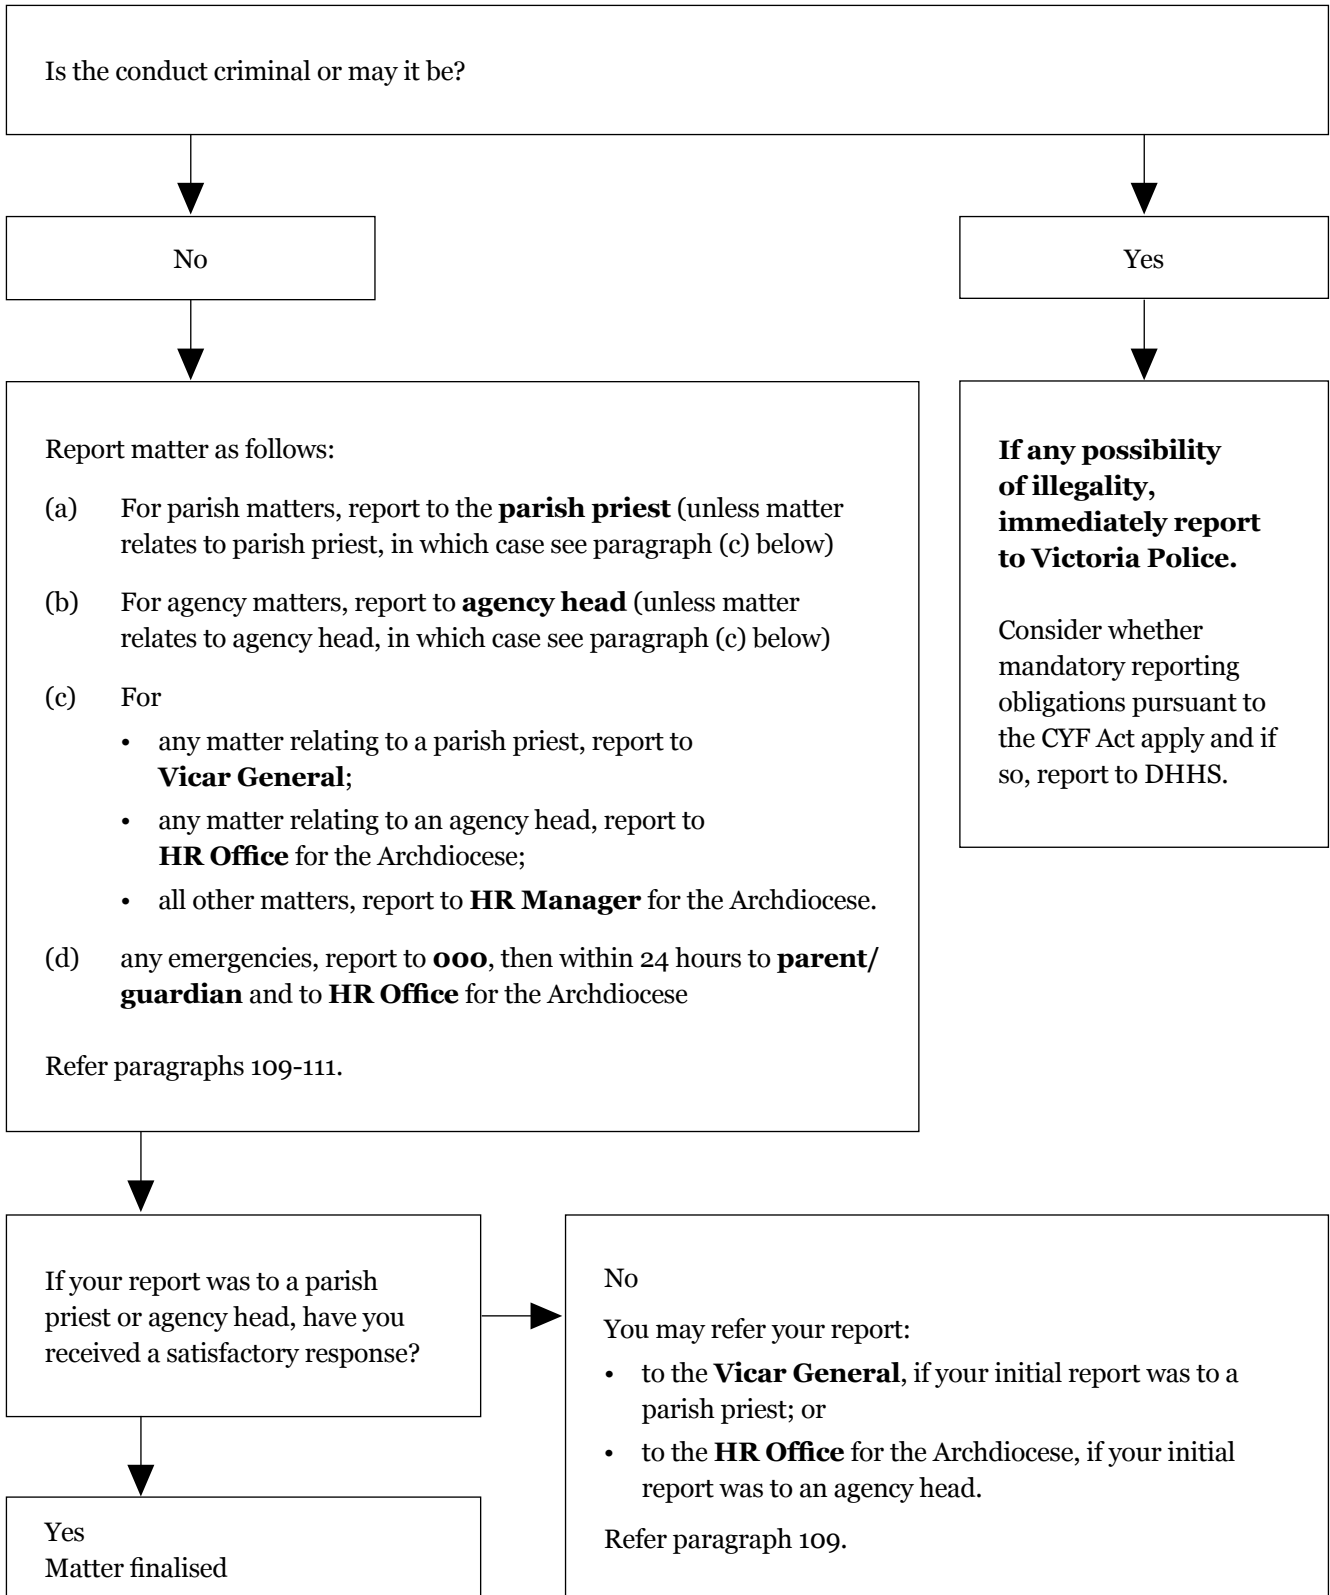 Is the conduct criminal or may it be?
No
Yes
Report matter as follows:
(a) For parish matters, report to the parish priest (unless matter
relates to parish priest, in which case see paragraph (c) below)
(b) For agency matters, report to agency head (unless matter
relates to agency head, in which case see paragraph (c) below)
(c) For
• any matter relating to a parish priest, report to
Vicar General;
• any matter relating to an agency head, report to
HR Office for the Archdiocese;
• all other matters, report to HR Manager for the Archdiocese.
(d) any emergencies, report to 000, then within 24 hours to parent/
guardian and to HR Office for the Archdiocese
Refer paragraphs 109-111.
If any possibility
of illegality,
immediately report
to Victoria Police.
Consider whether
mandatory reporting
obligations pursuant to
the CYF Act apply and if
so, report to DHHS.
If your report was to a parish
priest or agency head, have you
received a satisfactory response?
No
You may refer your report:
• to the Vicar General, if your initial report was to a
parish priest; or
• to the HR Office for the Archdiocese, if your initial
report was to an agency head.
Refer paragraph 109.
Yes
Matter finalised